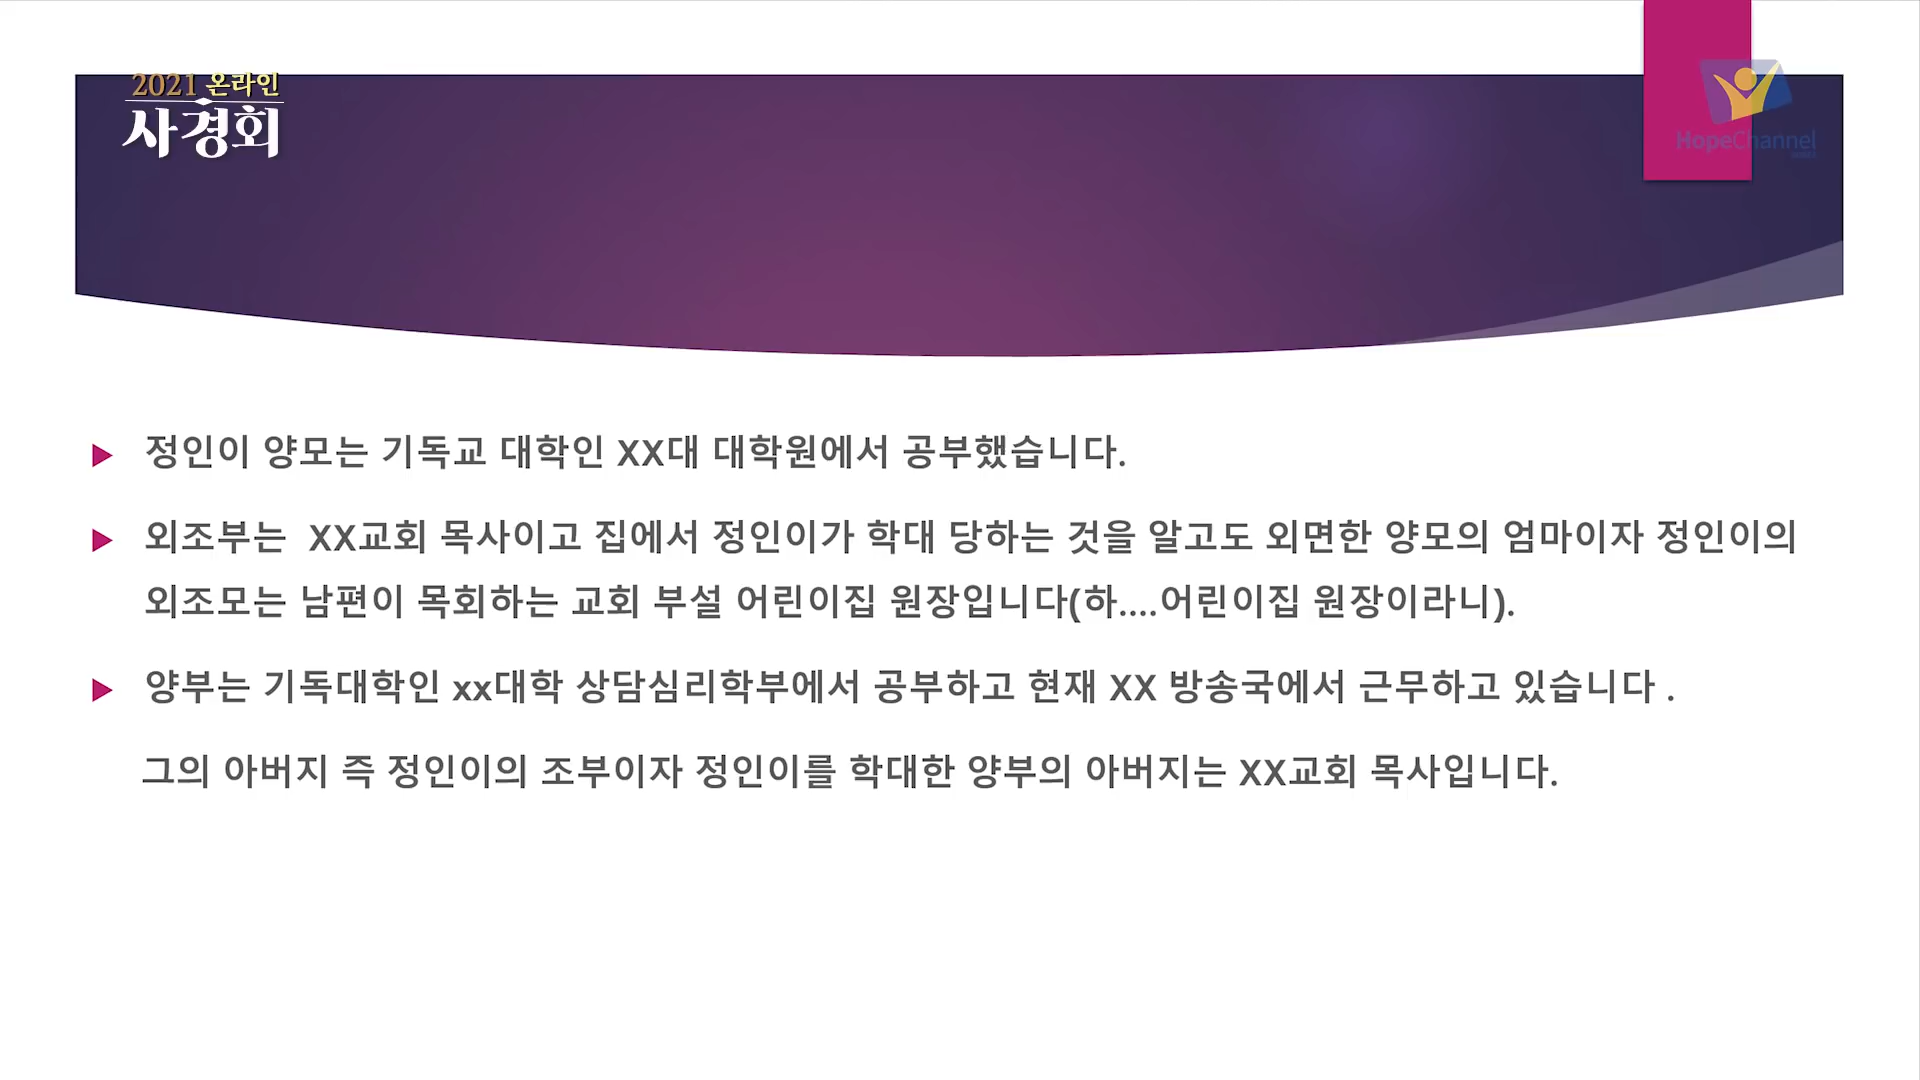 2021 온라인
사경회
HopeChannel
정인이 양모는 기독교 대학인 XX대 대학원에서 공부했습니다.
외조부는 XX교회 목사이고 집에서 정인이가 학대 당하는 것을 알고도 외면한 양모의 엄마이자 정인이의
외조모는 남편이 목회하는 교회 부설 어린이집 원장입니다(하....어린이집 원장이라니).
양부는 기독대학인 xx대학 상담심리학부에서 공부하고 현재 XX 방송국에서 근무하고 있습니다 .
그의 아버지 즉 정인이의 조부이자 정인이를 학대한 양부의 아버지는 XX교회 목사입니다.